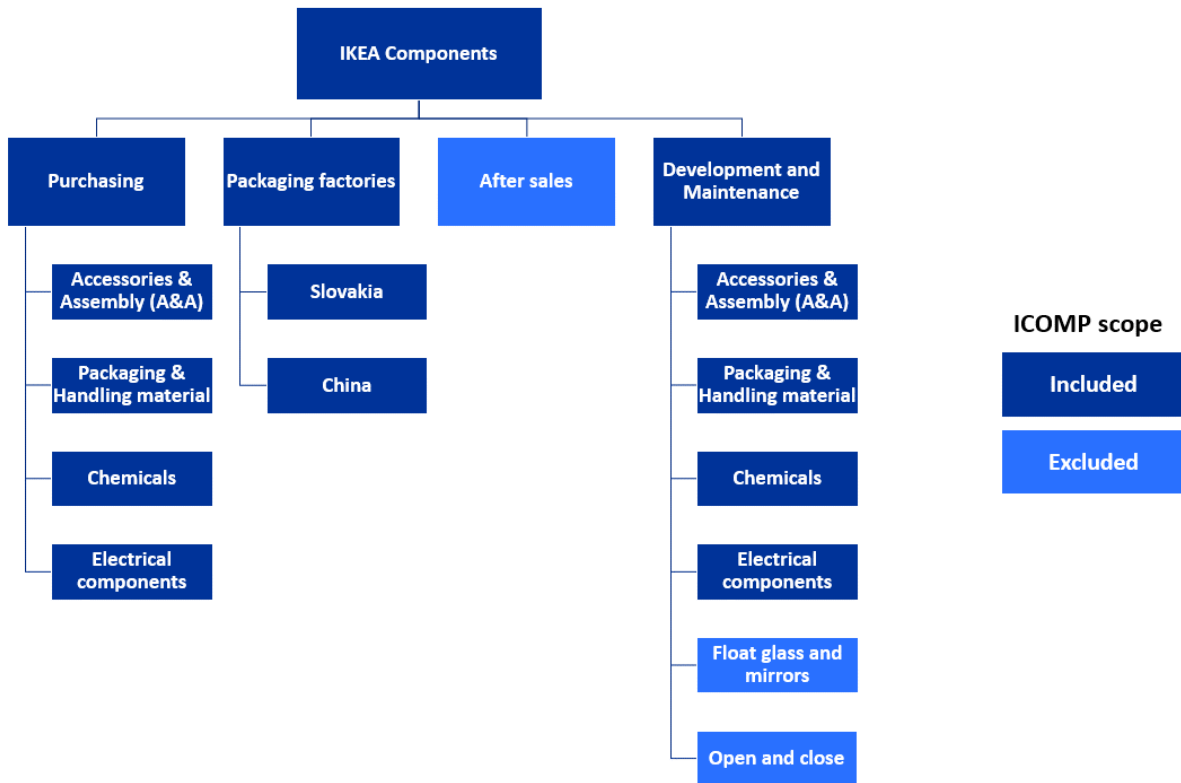 IKEA Components
Purchasing
Packaging factories
After sales
Development and
Maintenance
Accessories &
Assembly (A&A)
Packaging &
Handling material
Chemicals
Electrical
components
Slovakia
China
Accessories &
Assembly (A&A)
Packaging &
Handling material
Chemicals
Electrical
components
Float glass and
mirrors
Open and close
ICOMP scope
Included
Excluded